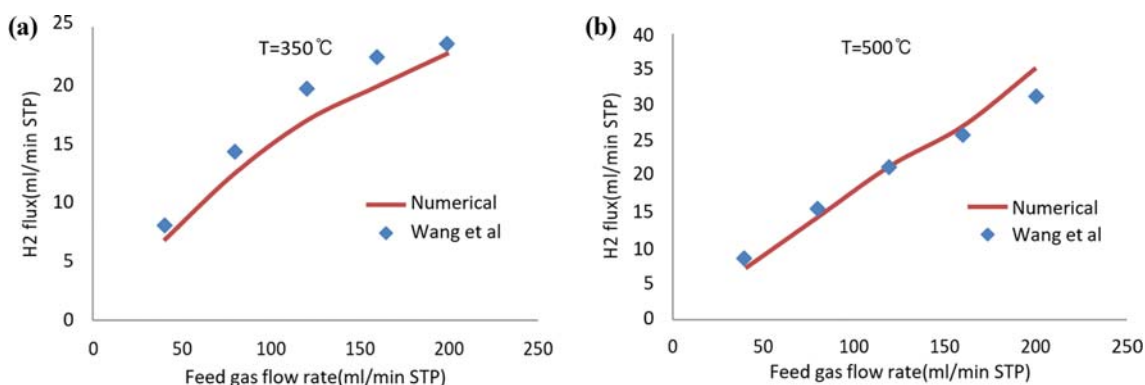 (a)
T=350℃
H2 flux(ml/min STP)
25
20
15
10
5
0
0 50 100 150 200 250
Feed gas flow rate(ml/min STP)
Numerical
Wang et al
(b)
T=500℃
H2 flux(ml/min STP)
40
35
30
25
20
15
10
5
0
0 50 100 150 200 250
Feed gas flow rate(ml/min STP)
Numerical
Wang et al